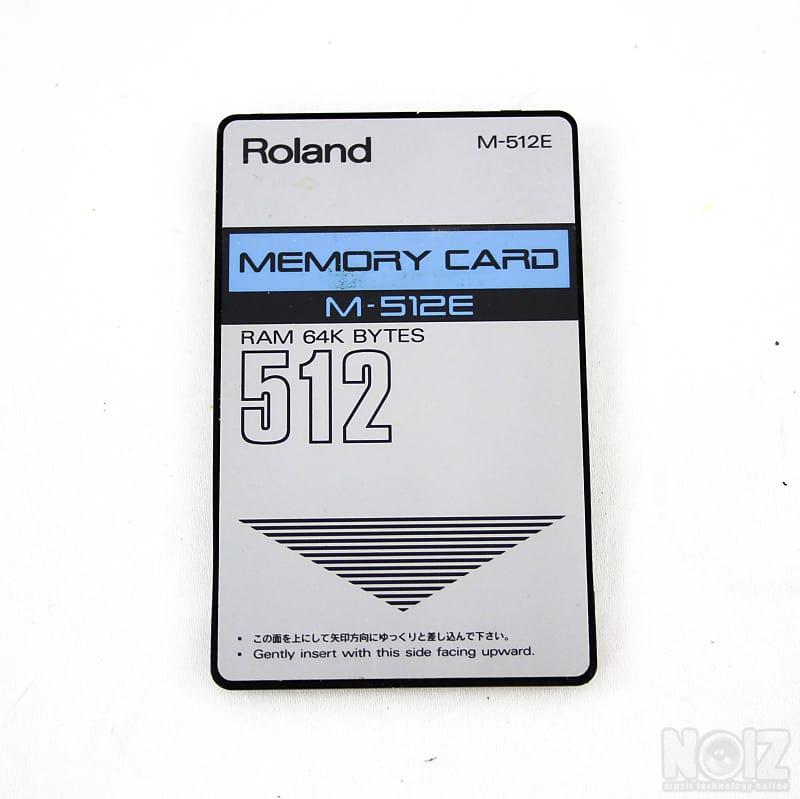 Roland
M-512E
MEMORY CARD
M-512E
RAM 64K BYTES
512
• この面を上にして矢印方向にゆっくりと差し込んで下さい。
• Gently insert with this side facing upward.
NOIZ
music technology online